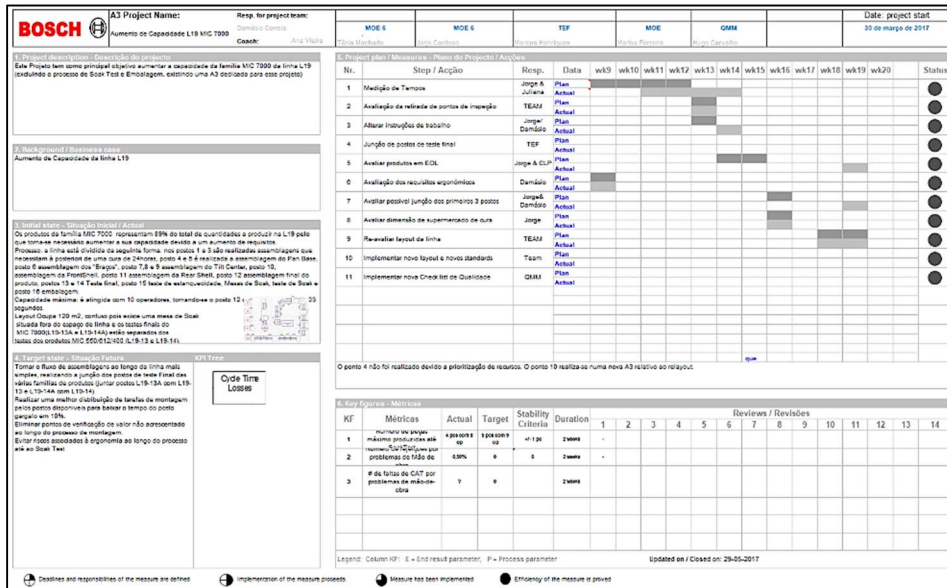 BOSCH
A3 Project Name:
Aumento de Capacidade L19 MIC 7000
Resp. for project team:
Damásio Correia
Coach: Ana Vieira
MOE 6
Tânia Machado
MOE 6
Jorge Cardoso
TEF
Mariana Henriques
MOE
Marisa Ferreira
QMM
Hugo Carvalho
Date: project start
30 de março de 2017
1. Project description - Descrição do projecto
Este Projeto tem como principal objetivo aumentar a capacidade da família MIC 7000 da linha L19
(excluindo o processo de Soak Test e Embalagem, existindo uma A3 dedicada para esse projeto)
2. Background / Business case
Aumento de Capacidade da linha L19
3. Initial state - Situação Inicial / Actual
Os produtos da família MIC 7000 representam 89% do total de quantidades a produzir na L19 pelo
que torna-se necessário aumentar a sua capacidade devido a um aumento de requisitos.
Processo: a linha está dividida da seguinte forma: nos postos 1 a 3 são realizadas assemblagens que
necessitam à posteriori de uma cura de 24horas, posto 4 e 5 é realizada a assemblagem do Pan Base,
posto 6 assemblagem dos "Braços", posto 7,8 e 9 assemblagem do Tilt Center, posto 10,
assemblagem da FrontShell, posto 11 assemblagem da Rear Shell, posto 12 assemblagem final do
produto, postos 13 e 14 Teste final, posto 15 teste de estanquecidade, Mesas de Soak, teste de Soak e
posto 16 embalagem.
Capacidade máxima: é atingida com 10 operadores, tornando-se o posto 12
segundos.
Layout Ocupa 120 m2, confuso pois existe uma mesa de Soak
situada fora do espaço de linha e os testes finais do
MIC 7000(L19-13A e L19-14A) estão separados dos
testes dos produtos MIC 550/612/400 (L19-13 e L19-14).
4. Target state - Situação Futura
KPI Tree
Tornar o fluxo de assemblagens ao longo da linha mais
simples, realizando a junção dos postos de teste Final das
várias famílias de produtos (juntar postos L19-13A com L19-
13 e L19-14A com L19-14)
Realizar uma melhor distribuição de tarefas de montagem
pelos postos disponíveis para baixar o tempo do posto
gargalo em 10%.
Eliminar pontos de verificação de valor não acrescentado
ao longo do processo de montagem.
Evitar riscos associados à ergonomia ao longo do processo
até ao Soak Test
Cycle Time
Losses
5. Project plan / Measures - Plano do Projecto / Acções
Nr. Step / Acção Resp. Data wk9 wk10 wk11 wk12 wk13 wk14 wk15 wk16 wk17 wk18 wk19 wk20 Status
1 Medição de Tempos Jorge & Juliana Plan Actual
2 Avaliação da retirada de pontos de inspeção TEAM Plan Actual
3 Alterar instruções de trabalho Jorge/ Damásio Plan Actual
4 Junção de postos de teste final TEF Plan Actual
5 Avaliar produtos em EOL Jorge & CLP Plan Actual
6 Avaliação dos requisitos ergonómicos Damásio Plan Actual
7 Avaliar possível junção dos primeiros 3 postos Jorge& Damásio Plan Actual
8 Avaliar dimensão de supermercado de cura Jorge Plan Actual
9 Re-avaliar layout da linha TEAM Plan Actual
10 Implementar novo layout e novos standards Team Plan Actual
11 Implementar novo Check list de Qualidade QMM Plan Actual
que
O ponto 4 não foi realizado devido a prioritização de recursos. O ponto 10 realiza-se numa nova A3 relativo ao relayout.
6. Key figures - Métricas
KF Métricas Actual Target Stability Criteria Duration Reviews / Revisões
1 2 3 4 5 6 7 8 9 10 11 12 13 14
1 máximo produzidas até +/- 1 pc 2 weeks -
2 problemas de Mão de 0,50% 0 0 2 weeks -
3 # de faltas de CAT por problemas de mão-de-obra 7 0 2 weeks
Legend: Column KF: E = End result parameter, P = Process parameter
Updated on / Closed on: 29-05-2017
Deadlines and responsibilities of the measure are defined
Implementation of the measure proceeds
Measure has been implemented
Efficiency of the measure is proved